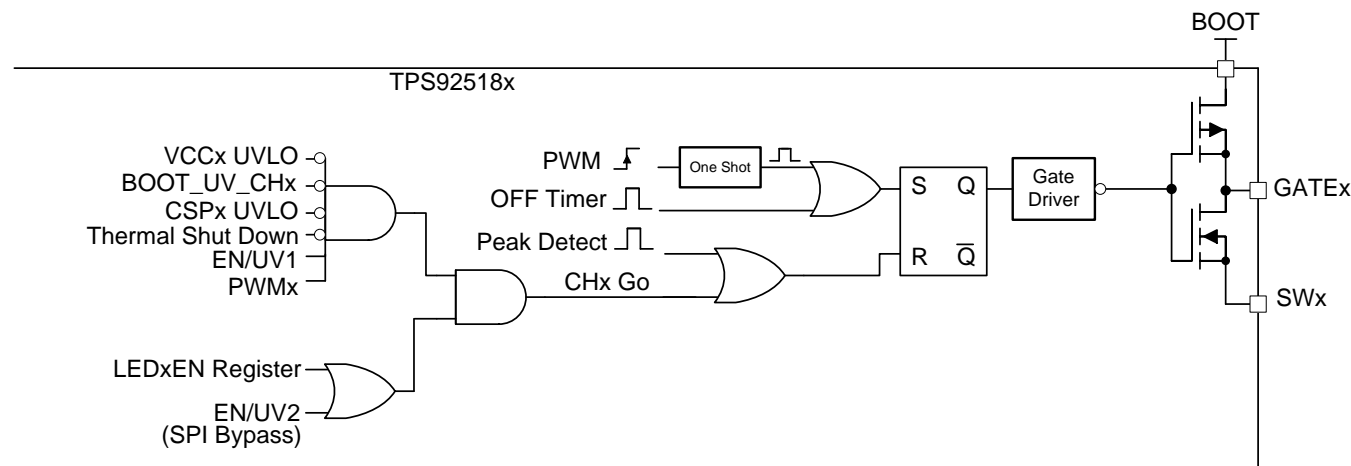 BOOT
TPS92518x
VCCx UVLO
BOOT_UV_CHx
CSPx UVLO
Thermal Shut Down
EN/UV1
PWMx
LEDxEN Register
EN/UV2
(SPI Bypass)
PWM
One Shot
OFF Timer
Peak Detect
CHx Go
S Q
R Q̅
Gate
Driver
GATEx
SWx